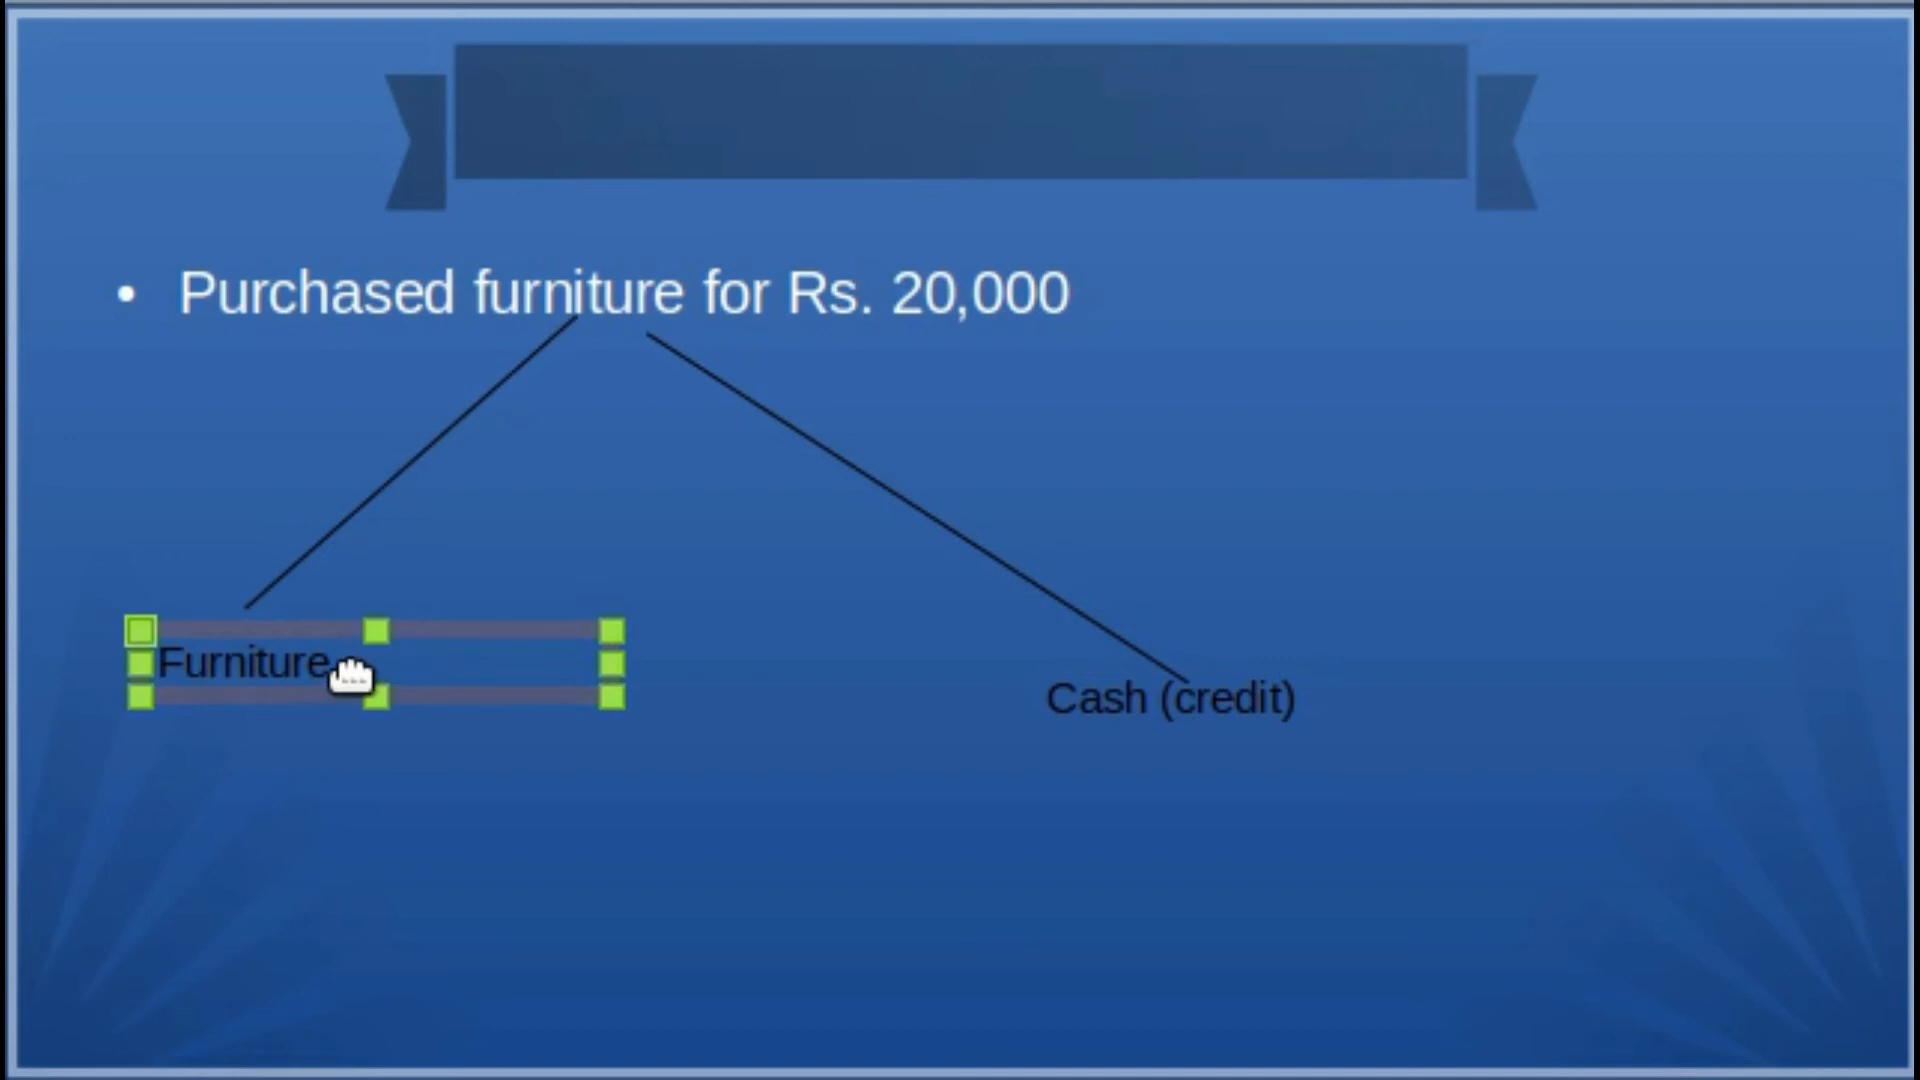 • Purchased furniture for Rs. 20,000
Furniture
Cash (credit)